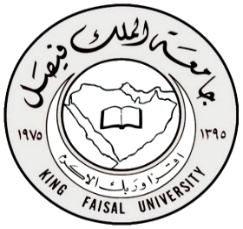 جامعة الملك فيصل
١٩٧٥
١٣٩٥
اقرأ وربك الأكرم
KING FAISAL UNIVERSITY